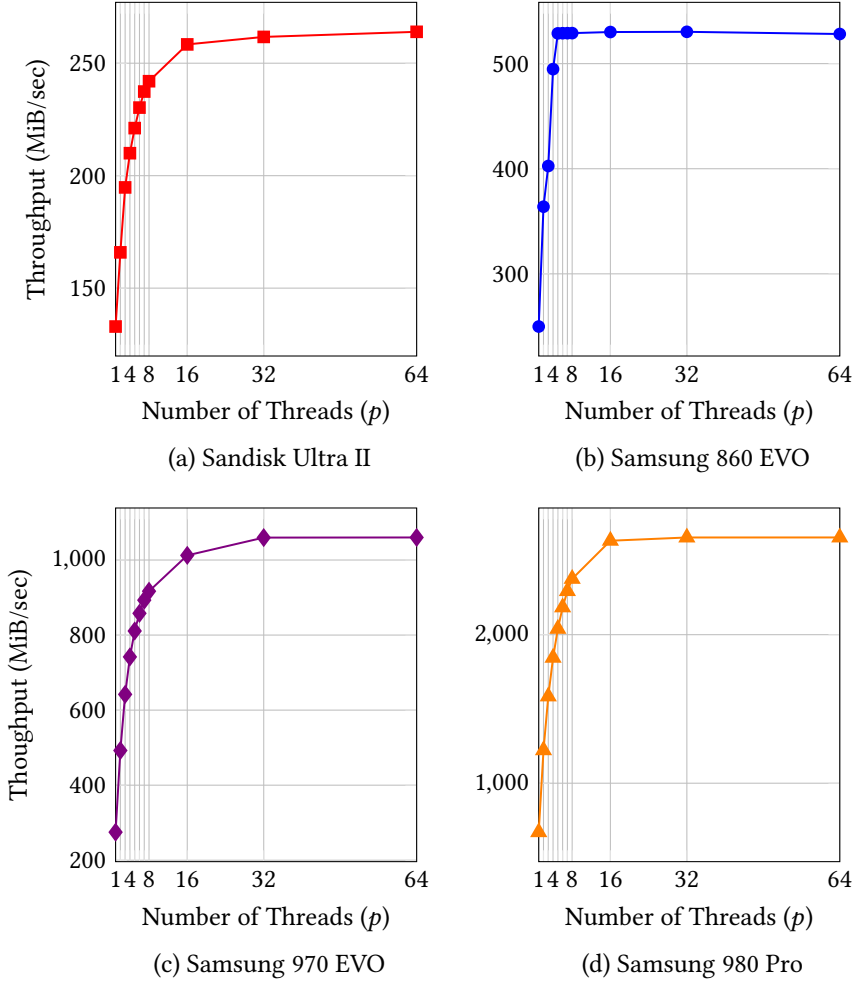 250
200
150
Throughput (MiB/sec)
1 4 8 16 32 64
Number of Threads (p)
(a) Sandisk Ultra II
500
400
300
1 4 8 16 32 64
Number of Threads (p)
(b) Samsung 860 EVO
1,000
800
600
400
200
Thoughput (MiB/sec)
1 4 8 16 32 64
Number of Threads (p)
(c) Samsung 970 EVO
2,000
1,000
1 4 8 16 32 64
Number of Threads (p)
(d) Samsung 980 Pro